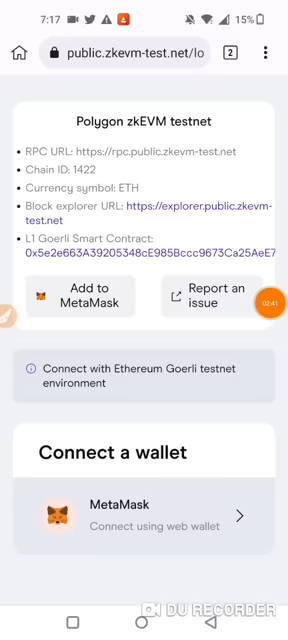 7:17
15%
public.zkevm-test.net/lo
2
Polygon zkEVM testnet
RPC URL: https://rpc.public.zkevm-test.net
Chain ID: 1422
Currency symbol: ETH
Block explorer URL: https://explorer.public.zkevm-
test.net
L1 Goerli Smart Contract:
0x5e2e663A39205348cE985Bccc9673Ca25AeE7
Add to
MetaMask
Report an
issue
02:41
Connect with Ethereum Goerli testnet
environment
Connect a wallet
MetaMask
Connect using web wallet
DU RECORDER